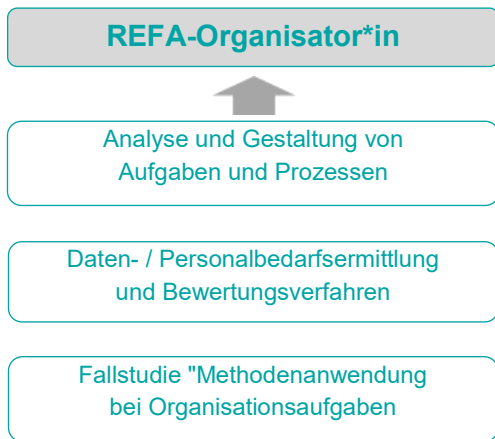 REFA-Organisator*in
Analyse und Gestaltung von
Aufgaben und Prozessen
Daten- / Personalbedarfsermittlung
und Bewertungsverfahren
Fallstudie "Methodenanwendung
bei Organisationsaufgaben